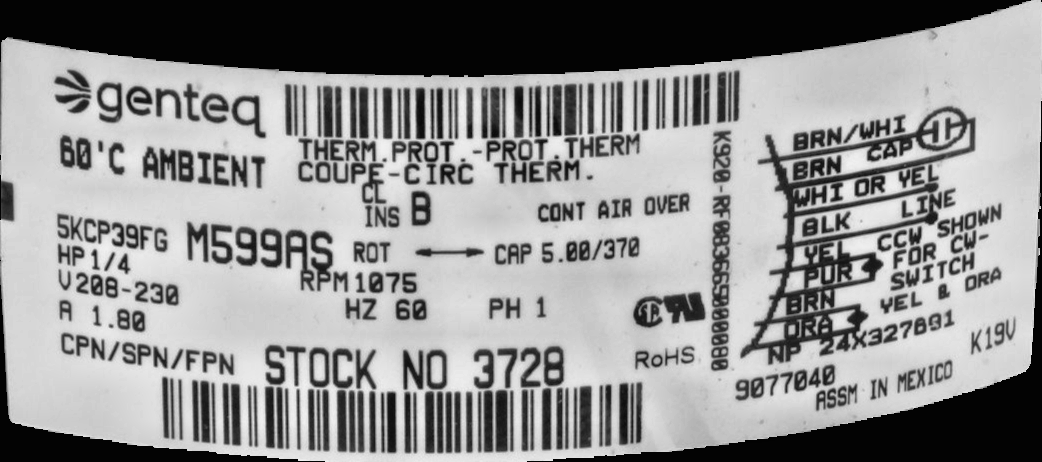 genteq
60'C AMBIENT
THERM.PROT.-PROT.THERM
COUPE-CIRC THERM.
CL
INS B
CONT AIR OVER
5KCP39FG M599AS ROT CAP 5.00/370
HP 1/4
RPM 1075
V 208-230
HZ 60 PH 1
A 1.80
CPN/SPN/FPN
STOCK NO 3728
RoHS
BRN/WHI
BRN CAP
WHI OR YEL
BLK LINE
YEL
PUR
BRN
ORA
CCW SHOWN
FOR CW-
SWITCH
YEL & ORA
NP 24X327891
9077040
K19V
ASSM IN MEXICO